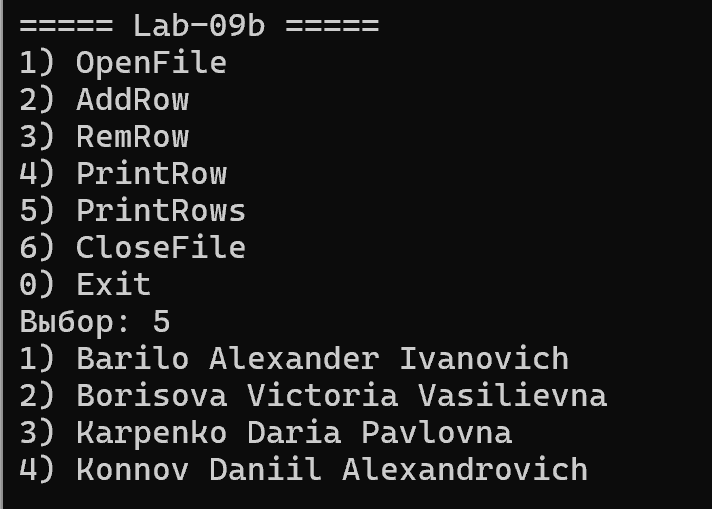 ===== Lab-09b =====
1) OpenFile
2) AddRow
3) RemRow
4) PrintRow
5) PrintRows
6) CloseFile
0) Exit
Выбор: 5
1) Barilo Alexander Ivanovich
2) Borisova Victoria Vasilievna
3) Karpenko Daria Pavlovna
4) Konnov Daniil Alexandrovich